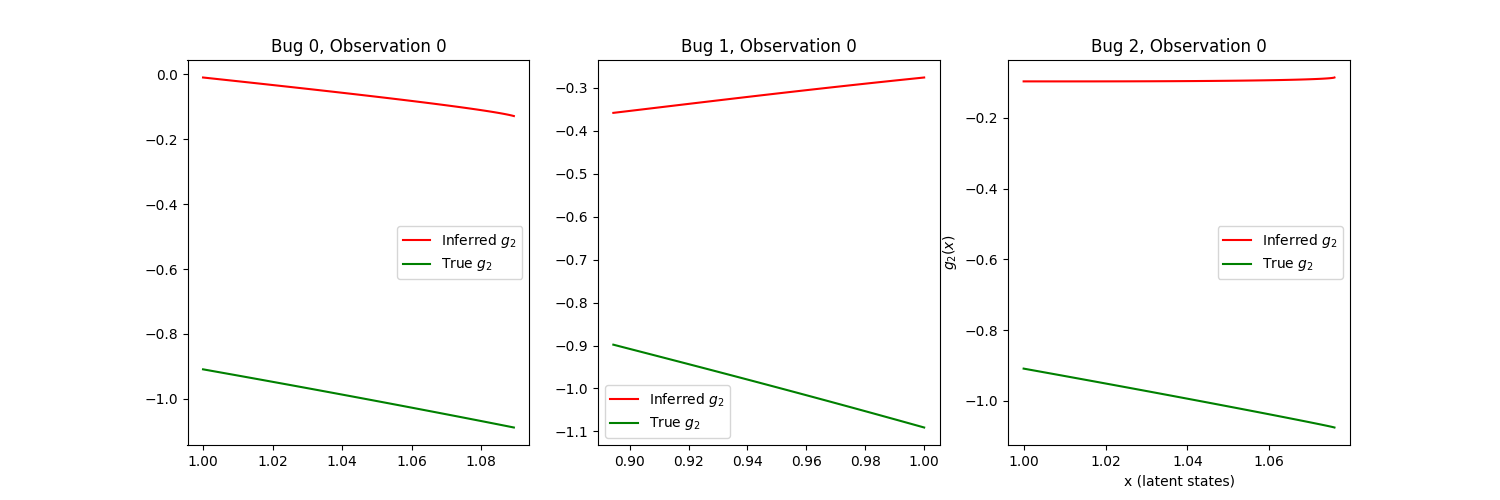 Bug 0, Observation 0
0.0
−0.2
−0.4
−0.6
−0.8
−1.0
1.00 1.02 1.04 1.06 1.08
Inferred g₂
True g₂
Bug 1, Observation 0
−0.3
−0.4
−0.5
−0.6
−0.7
−0.8
−0.9
−1.0
−1.1
0.90 0.92 0.94 0.96 0.98 1.00
Inferred g₂
True g₂
Bug 2, Observation 0
g₂(x)
−0.2
−0.4
−0.6
−0.8
−1.0
1.00 1.02 1.04 1.06
x (latent states)
Inferred g₂
True g₂